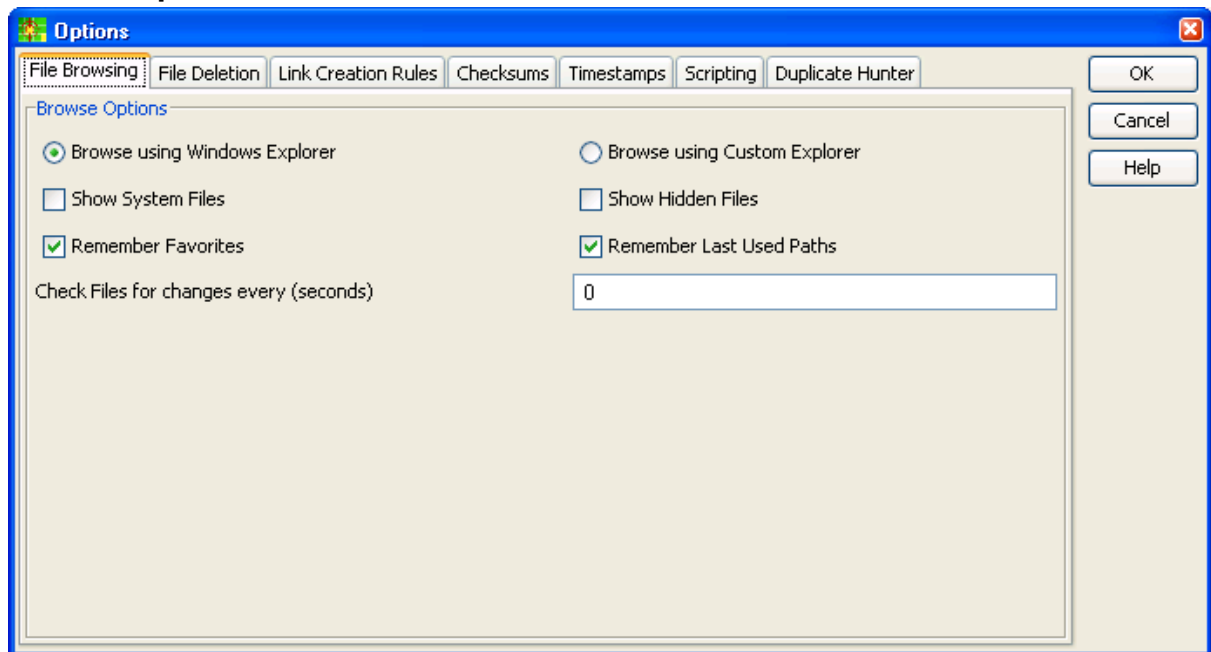 Options
File Browsing File Deletion Link Creation Rules Checksums Timestamps Scripting Duplicate Hunter OK
Browse Options
Cancel
Browse using Windows Explorer Browse using Custom Explorer
Help
Show System Files Show Hidden Files
Remember Favorites Remember Last Used Paths
Check Files for changes every (seconds) 0